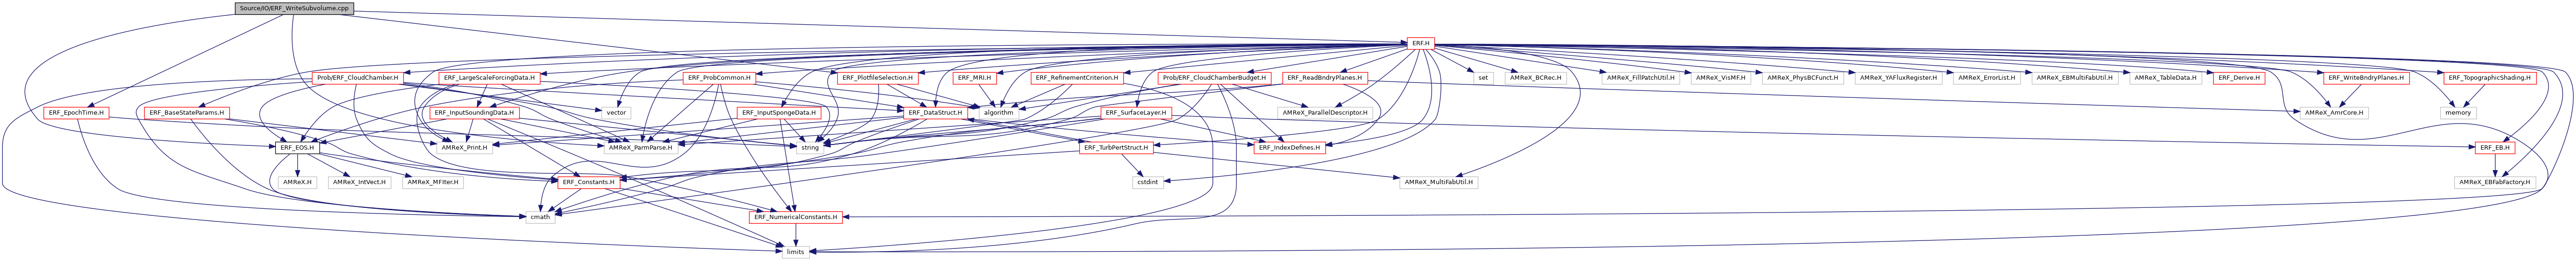 Source/IO/ERF_WriteSubvolume.cpp
ERF.H
Prob/ERF_CloudChamber.H
ERF_LargeScaleForcingData.H
ERF_ProbCommon.H
ERF_PlotfileSelection.H
ERF_MRI.H
ERF_RefinementCriterion.H
Prob/ERF_CloudChamberBudget.H
ERF_ReadBndryPlanes.H
set
AMReX_BCRec.H
AMReX_FillPatchUtil.H
AMReX_VisMF.H
AMReX_PhysBCFunct.H
AMReX_YAFluxRegister.H
AMReX_ErrorList.H
AMReX_EBMultiFabUtil.H
AMReX_TableData.H
ERF_Derive.H
ERF_WriteBndryPlanes.H
ERF_TopographicShading.H
ERF_EpochTime.H
ERF_BaseStateParams.H
ERF_InputSoundingData.H
vector
ERF_InputSpongeData.H
ERF_DataStruct.H
algorithm
ERF_SurfaceLayer.H
AMReX_ParallelDescriptor.H
AMReX_AmrCore.H
memory
ERF_EOS.H
AMReX_Print.H
AMReX_ParmParse.H
string
ERF_TurbPertStruct.H
ERF_IndexDefines.H
ERF_EB.H
AMReX.H
AMReX_IntVect.H
AMReX_MFIter.H
ERF_Constants.H
cstdint
AMReX_MultiFabUtil.H
AMReX_EBFabFactory.H
cmath
ERF_NumericalConstants.H
limits